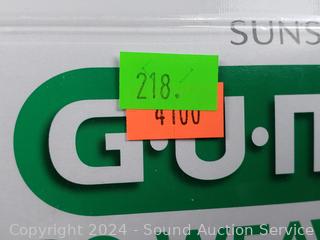 SUNS
218.
4100
G·U·
Copyright 2024 - Sound Auction Service